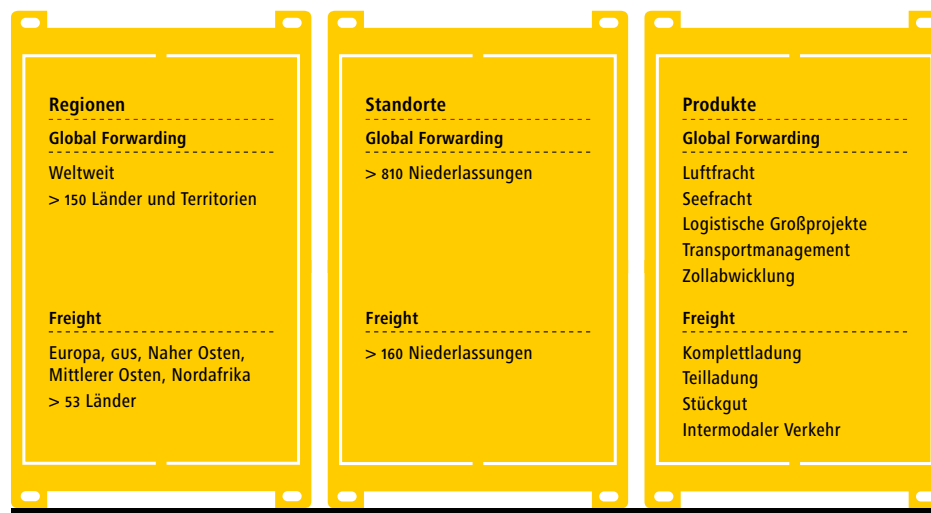 Regionen
Global Forwarding
Weltweit
> 150 Länder und Territorien
Freight
Europa, GUS, Naher Osten,
Mittlerer Osten, Nordafrika
> 53 Länder
Standorte
Global Forwarding
> 810 Niederlassungen
Freight
> 160 Niederlassungen
Produkte
Global Forwarding
Luftfracht
Seefracht
Logistische Großprojekte
Transportmanagement
Zollabwicklung
Freight
Komplettladung
Teilladung
Stückgut
Intermodaler Verkehr